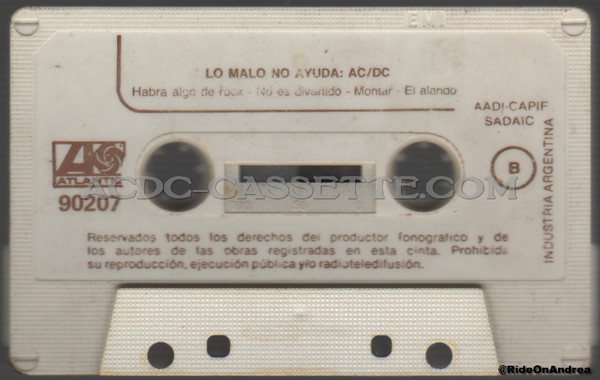 EMI
LO MALO NO AYUDA: AC/DC
Habra algo de rock - No es divertido - Montar - El alando
AADI-CAPIF
SADAIC
B
INDUSTRIA ARGENTINA
ATLANTIC
90207
ACDC-CASSETTE.COM
Reservados todos los derechos del productor fonografico y de
los autores de las obras registradas en esta cinta. Prohibida
su reproducción, ejecución pública y/o radioteledifusión.
@RideOnAndrea